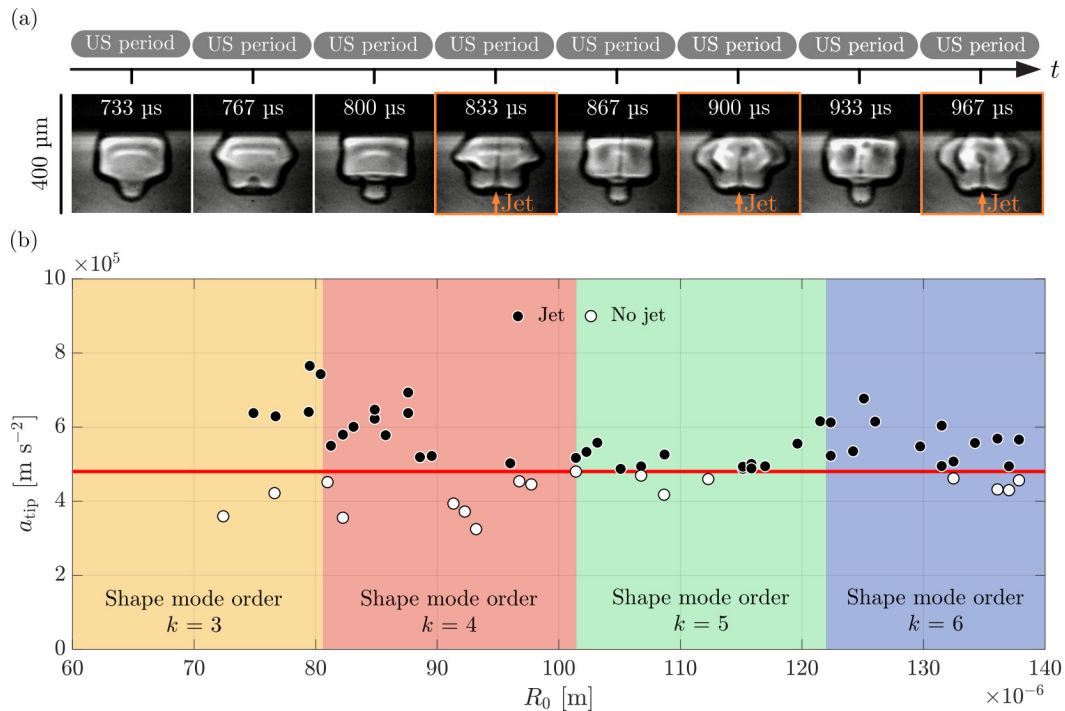 (a)
US period US period US period US period US period US period US period US period
t
733 µs 767 µs 800 µs 833 µs 867 µs 900 µs 933 µs 967 µs
400 µm
Jet Jet Jet
(b)
×10⁵
10
8
6
4
2
0
a_tip [m s⁻²]
Jet No jet
Shape mode order
k = 3
Shape mode order
k = 4
Shape mode order
k = 5
Shape mode order
k = 6
60 70 80 90 100 110 120 130 140
R₀ [m]
×10⁻⁶